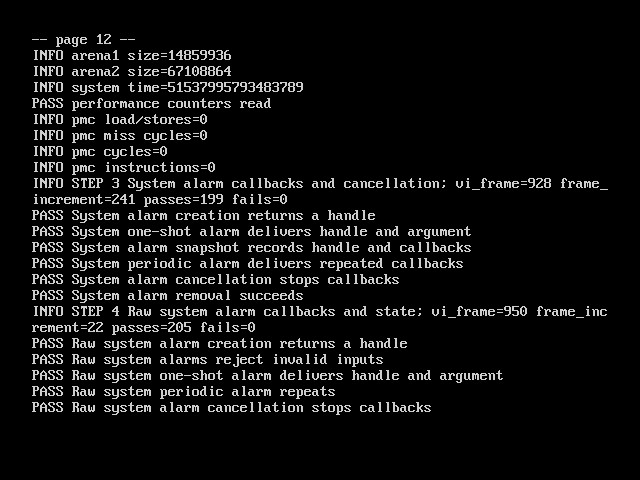 -- page 12 --
INFO arena1 size=14859936
INFO arena2 size=67108864
INFO system time=51537995793483789
PASS performance counters read
INFO pmc load/stores=0
INFO pmc miss cycles=0
INFO pmc cycles=0
INFO pmc instructions=0
INFO STEP 3 System alarm callbacks and cancellation; vi_frame=928 frame_
increment=241 passes=199 fails=0
PASS System alarm creation returns a handle
PASS System one-shot alarm delivers handle and argument
PASS System alarm snapshot records handle and callbacks
PASS System periodic alarm delivers repeated callbacks
PASS System alarm cancellation stops callbacks
PASS System alarm removal succeeds
INFO STEP 4 Raw system alarm callbacks and state; vi_frame=950 frame_inc
rement=22 passes=205 fails=0
PASS Raw system alarm creation returns a handle
PASS Raw system alarms reject invalid inputs
PASS Raw system one-shot alarm delivers handle and argument
PASS Raw system periodic alarm repeats
PASS Raw system alarm cancellation stops callbacks